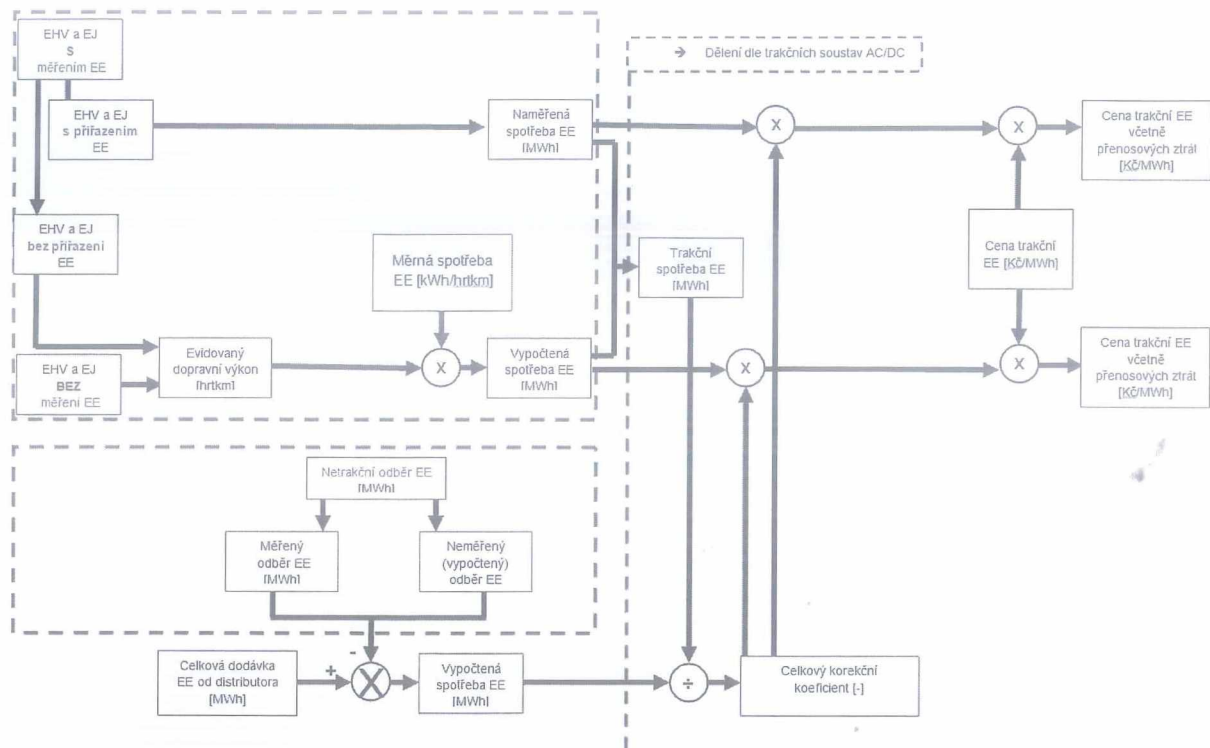 EHV a EJ
S
měřením EE
EHV a EJ
s přiřazením
EE
Naměřená
spotřeba EE
[MWh]
→ Dělení dle trakčních soustav AC/DC
X
X
Cena trakční EE
včetně
přenosových ztrát
[Kč/MWh]
EHV a EJ
bez přiřazení
EE
Měrná spotřeba
EE [kWh/hrtkm]
Trakční
spotřeba EE
[MWh]
Cena trakční
EE [Kč/MWh]
EHV a EJ
BEZ
měření EE
Evidovaný
dopravní výkon
[hrtkm]
X
Vypočtená
spotřeba EE
[MWh]
X
X
Cena trakční EE
včetně
přenosových ztrát
[Kč/MWh]
Netrakční odběr EE
[MWh]
Měřený
odběr EE
[MWh]
Neměřený
(vypočtený)
odběr EE
-
Celková dodávka
EE od distributora
[MWh]
+
X
Vypočtená
spotřeba EE
[MWh]
÷
Celkový korekční
koeficient [-]